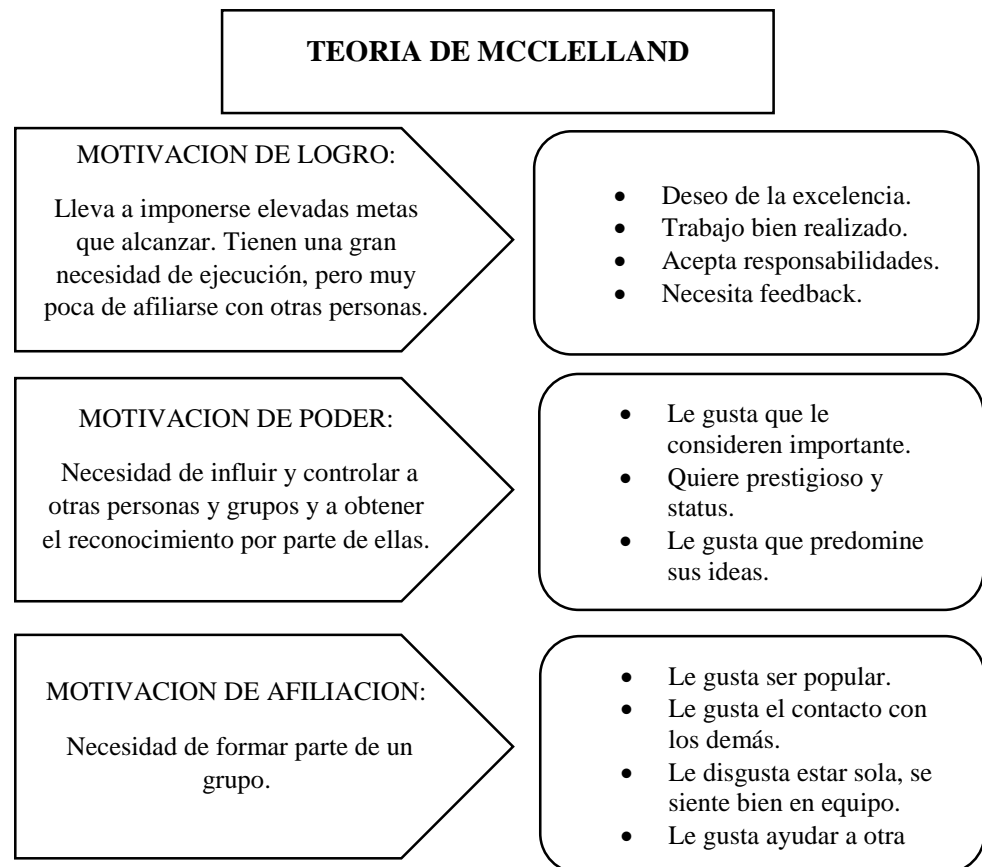 TEORIA DE MCCLELLAND
MOTIVACION DE LOGRO:
Lleva a imponerse elevadas metas
que alcanzar. Tienen una gran
necesidad de ejecución, pero muy
poca de afiliarse con otras personas.
• Deseo de la excelencia.
• Trabajo bien realizado.
• Acepta responsabilidades.
• Necesita feedback.
MOTIVACION DE PODER:
Necesidad de influir y controlar a
otras personas y grupos y a obtener
el reconocimiento por parte de ellas.
• Le gusta que le
consideren importante.
• Quiere prestigioso y
status.
• Le gusta que predomine
sus ideas.
MOTIVACION DE AFILIACION:
Necesidad de formar parte de un
grupo.
• Le gusta ser popular.
• Le gusta el contacto con
los demás.
• Le disgusta estar sola, se
siente bien en equipo.
• Le gusta ayudar a otra